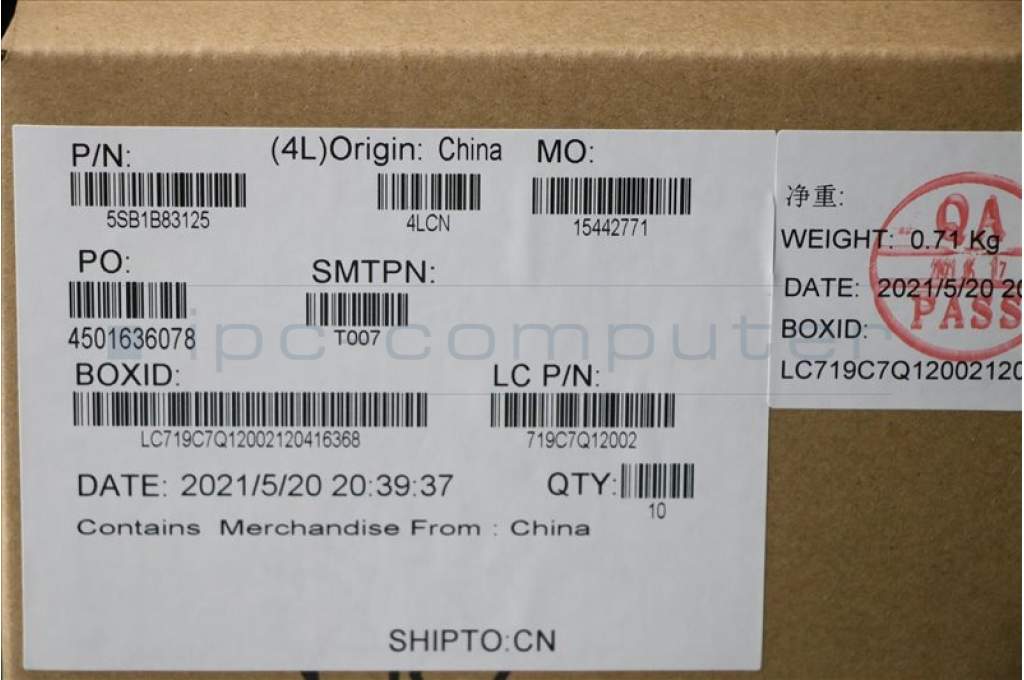 P/N:
5SB1B83125
(4L)Origin: China
4LCN
MO:
15442771
PO:
4501636078
SMTPN:
T007
ipc-computer
BOXID:
LC719C7Q12002120416368
LC P/N:
719C7Q12002
DATE: 2021/5/20 20:39:37
QTY:
10
Contains Merchandise From : China
SHIPTO:CN
净重:
WEIGHT: 0.71 Kg
DATE: 2021/5/20 20
BOXID:
LC719C7Q12002120
QA
PASS